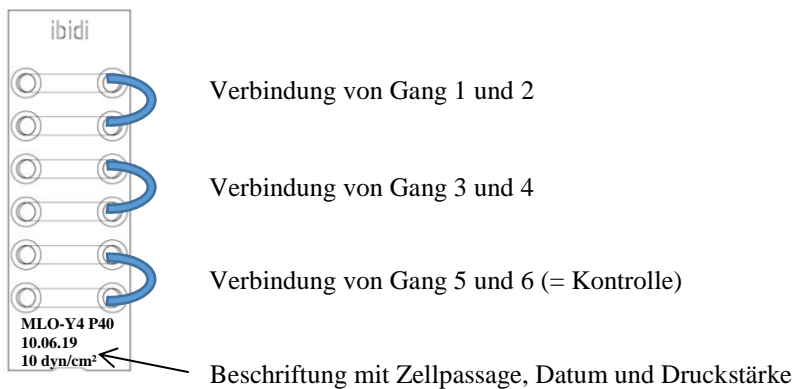 ibidi
Verbindung von Gang 1 und 2
Verbindung von Gang 3 und 4
Verbindung von Gang 5 und 6 (= Kontrolle)
MLO-Y4 P40
10.06.19
10 dyn/cm²
Beschriftung mit Zellpassage, Datum und Druckstärke